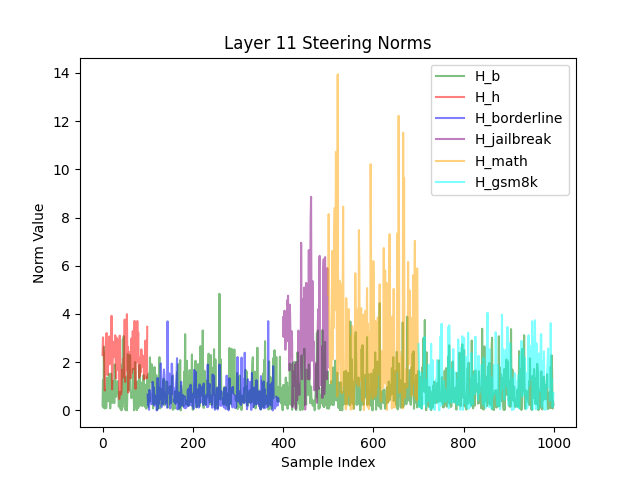 Layer 11 Steering Norms
Norm Value
14
12
10
8
6
4
2
0
H_b
H_h
H_borderline
H_jailbreak
H_math
H_gsm8k
0
200
400
600
800
1000
Sample Index